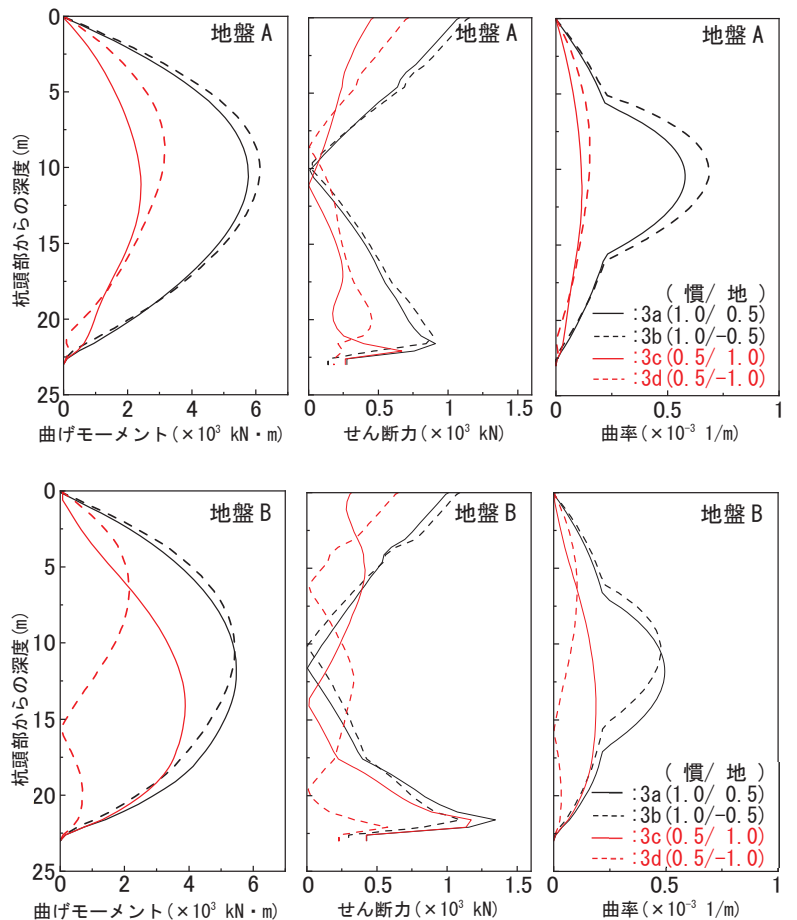 地盤 A
地盤 A
地盤 A
0
5
10
15
20
25
杭頭部からの深度(m)
0 2 4 6
曲げモーメント(×10³ kN・m)
0 0.5 1 1.5
せん断力(×10³ kN)
0 0.5 1
曲率(×10⁻³ 1/m)
( 慣/ 地 )
:3a(1.0/ 0.5)
:3b(1.0/-0.5)
:3c(0.5/ 1.0)
:3d(0.5/-1.0)
地盤 B
地盤 B
地盤 B
0
5
10
15
20
25
杭頭部からの深度(m)
0 2 4 6
曲げモーメント(×10³ kN・m)
0 0.5 1 1.5
せん断力(×10³ kN)
0 0.5 1
曲率(×10⁻³ 1/m)
( 慣/ 地 )
:3a(1.0/ 0.5)
:3b(1.0/-0.5)
:3c(0.5/ 1.0)
:3d(0.5/-1.0)